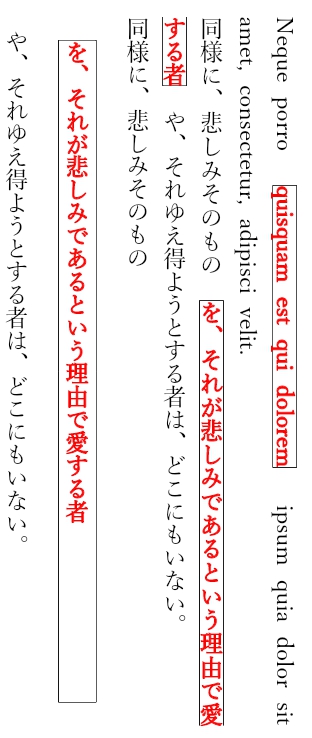 Neque porro quisquam est qui dolorem ipsum quia dolor sit
amet, consectetur, adipisci velit.
同様に、悲しみそのものを、それが悲しみであるという理由で愛
する者や、それゆえ得ようとする者は、どこにもいない。
同様に、悲しみそのもの
を、それが悲しみであるという理由で愛する者
や、それゆえ得ようとする者は、どこにもいない。